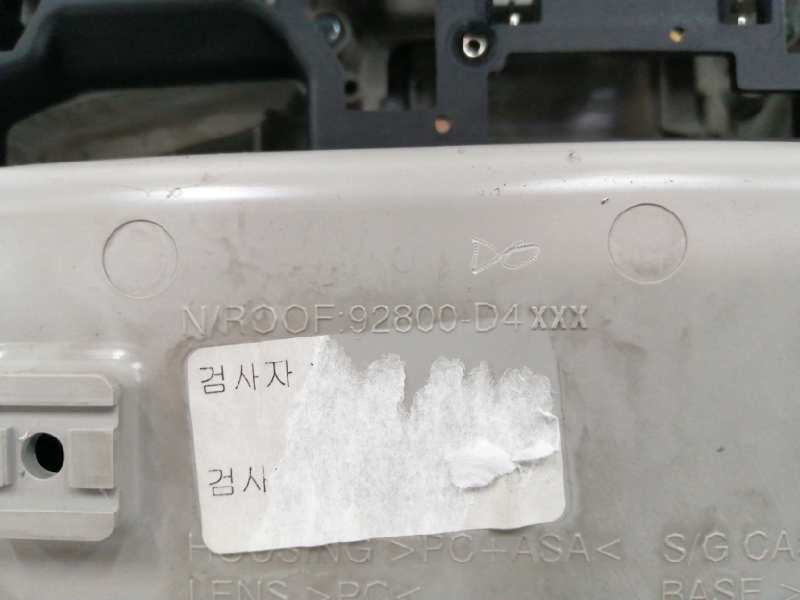 N/ROOF:92800-D4XXX
검사자
검사
HOUSING >PC+ASA<
S/G CA
LENS >PC<
BASE >